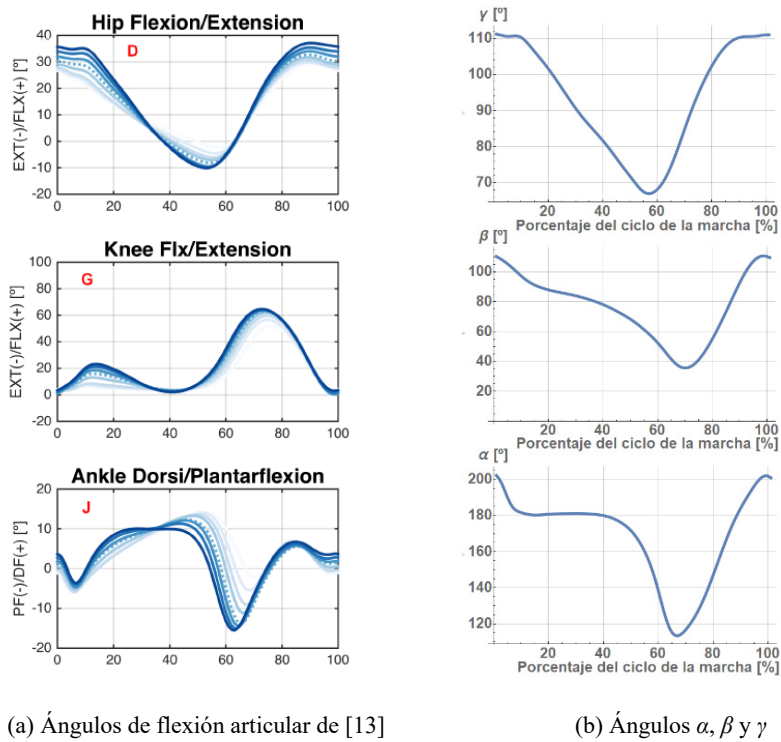 Hip Flexion/Extension
D
EXT(-)/FLX(+) [º]
40
30
20
10
0
-10
-20
0 20 40 60 80 100
Knee Flx/Extension
G
EXT(-)/FLX(+) [º]
100
80
60
40
20
0
-20
0 20 40 60 80 100
Ankle Dorsi/Plantarflexion
J
PF(-)/DF(+) [º]
20
10
0
-10
-20
0 20 40 60 80 100
(a) Ángulos de flexión articular de [13]
γ [º]
110
100
90
80
70
20 40 60 80 100
Porcentaje del ciclo de la marcha [%]
β [º]
100
80
60
40
20
20 40 60 80 100
Porcentaje del ciclo de la marcha [%]
α [º]
200
180
160
140
120
20 40 60 80 100
Porcentaje del ciclo de la marcha [%]
(b) Ángulos α, β y γ